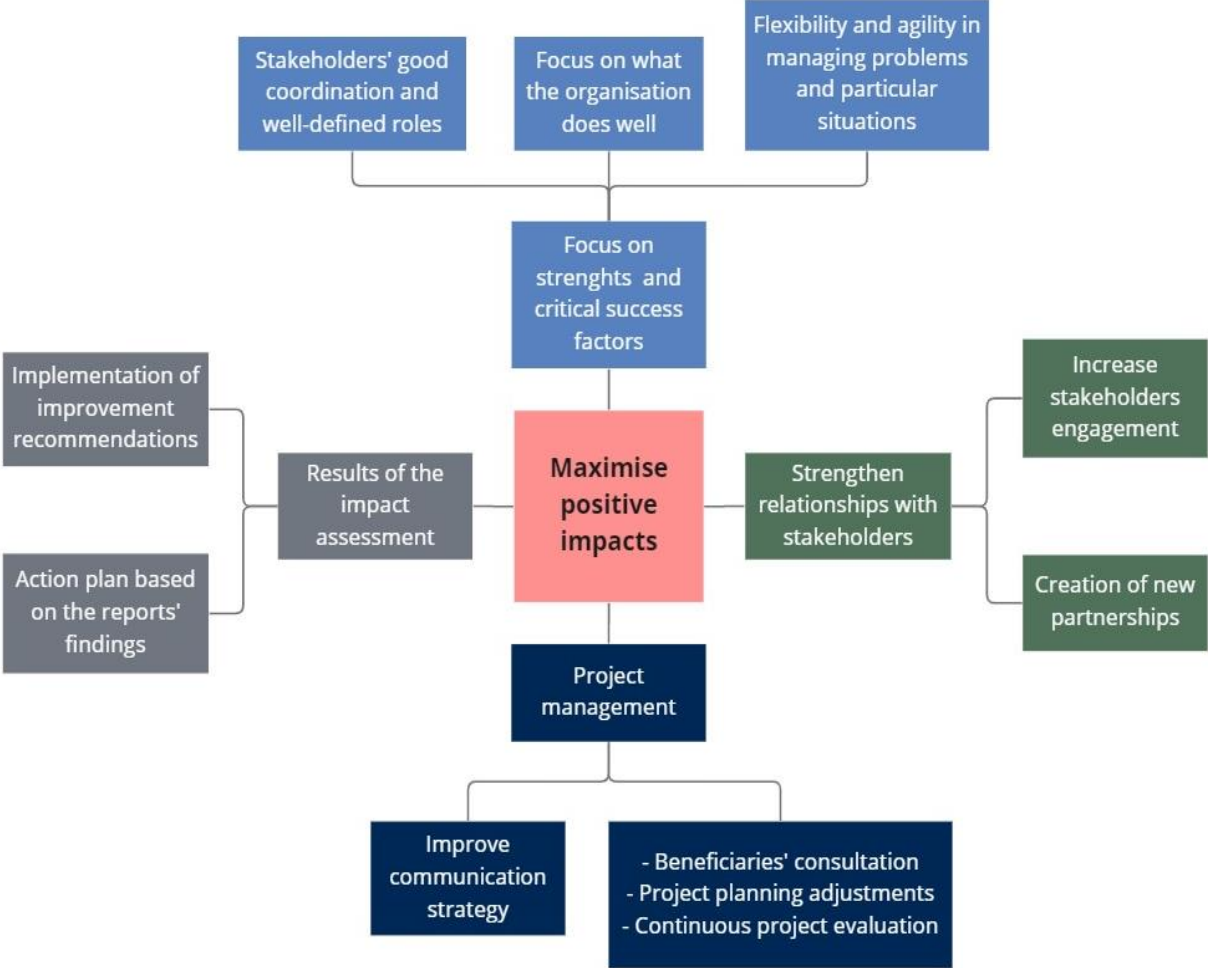 Stakeholders' good
coordination and
well-defined roles
Focus on what
the organisation
does well
Flexibility and agility in
managing problems
and particular
situations
Focus on
strenghts and
critical success
factors
Implementation of
improvement
recommendations
Action plan based
on the reports'
findings
Results of the
impact
assessment
Maximise
positive
impacts
Strengthen
relationships with
stakeholders
Increase
stakeholders
engagement
Creation of new
partnerships
Project
management
Improve
communication
strategy
- Beneficiaries' consultation
- Project planning adjustments
- Continuous project evaluation